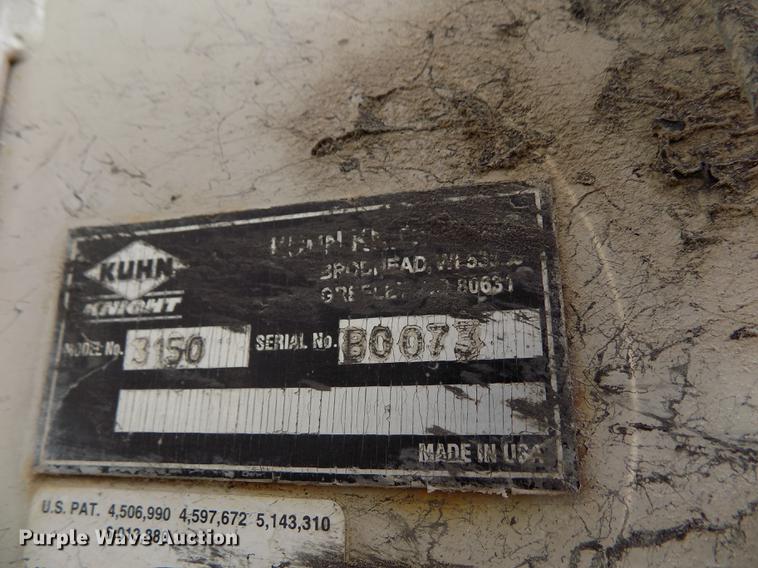 KUHN
KNIGHT
KUHN
BRODHEAD, WI
80631
MODEL No. 3150 SERIAL No. B0073
MADE IN USA
U.S. PAT. 4,506,990 4,597,672 5,143,310
Purple Wave Auction